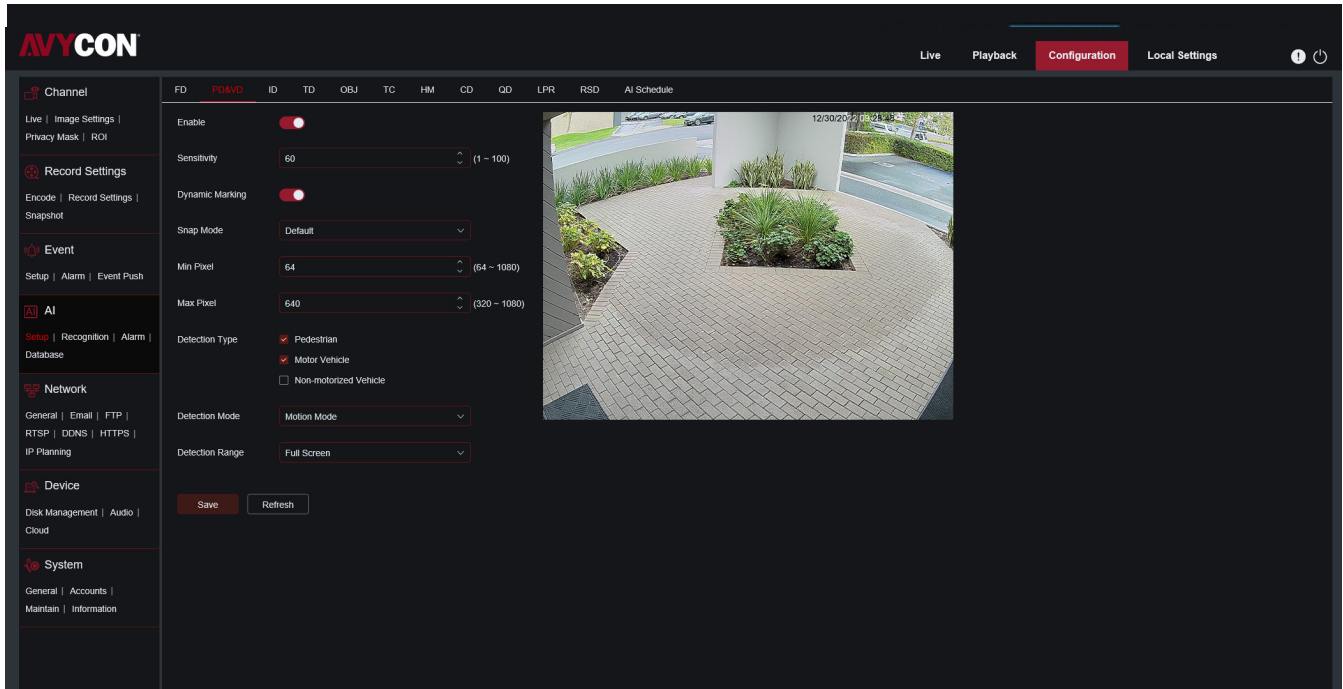 AVYCON
Live Playback Configuration Local Settings
Channel
Live | Image Settings |
Privacy Mask | ROI
Record Settings
Encode | Record Settings |
Snapshot
Event
Setup | Alarm | Event Push
AI
AI
Setup | Recognition | Alarm |
Database
Network
General | Email | FTP |
RTSP | DDNS | HTTPS |
IP Planning
Device
Disk Management | Audio |
Cloud
System
General | Accounts |
Maintain | Information
FD PD&VD ID TD OBJ TC HM CD QD LPR RSD AI Schedule
Enable
Sensitivity 60 (1 ~ 100)
Dynamic Marking
Snap Mode Default
Min Pixel 64 (64 ~ 1080)
Max Pixel 640 (320 ~ 1080)
Detection Type Pedestrian
Motor Vehicle
Non-motorized Vehicle
Detection Mode Motion Mode
Detection Range Full Screen
Save Refresh
12/30/2022